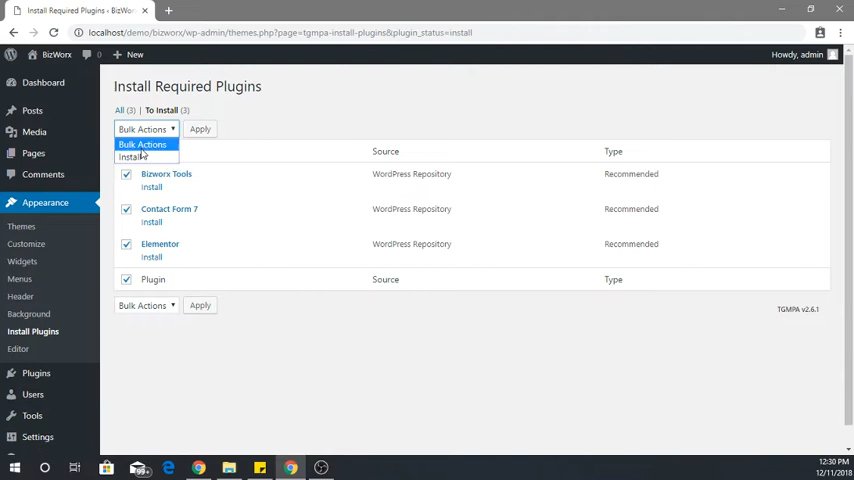 Install Required Plugins ‹ BizWor
localhost/demo/bizworx/wp-admin/themes.php?page=tgmpa-install-plugins&plugin_status=install
BizWorx 0 New Howdy, admin
Dashboard
Posts
Media
Pages
Comments
Appearance
Themes
Customize
Widgets
Menus
Header
Background
Install Plugins
Editor
Plugins
Users
Tools
Settings
Install Required Plugins
All (3) | To Install (3)
Bulk Actions Apply
Bulk Actions
Install
Source Type
Bizworx Tools WordPress Repository Recommended
Install
Contact Form 7 WordPress Repository Recommended
Install
Elementor WordPress Repository Recommended
Install
Plugin Source Type
Bulk Actions Apply
TGMPA v2.6.1
99+
12:30 PM
12/11/2018